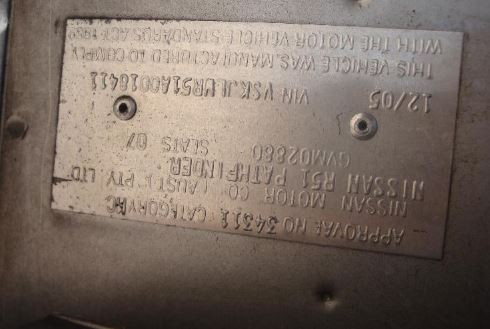 APPROVAL NO 34311 CATEGORY MC
NISSAN MOTOR CO (AUST) PTY LTD
NISSAN R51 PATHFINDER
GVM02880 SEATS 07
12/05 VIN VSKJLWR51A0018411
THIS VEHICLE WAS MANUFACTURED TO COMPLY
WITH THE MOTOR VEHICLE STANDARDS ACT 1989